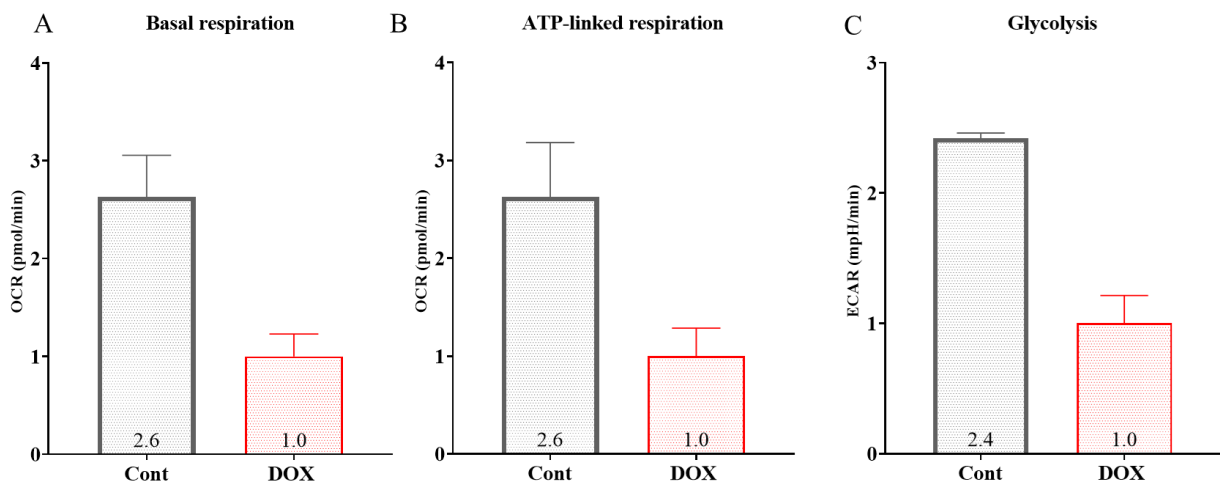 A
Basal respiration
OCR (pmol/min)
4
3
2
1
0
2.6
1.0
Cont
DOX
B
ATP-linked respiration
OCR (pmol/min)
4
3
2
1
0
2.6
1.0
Cont
DOX
C
Glycolysis
ECAR (mpH/min)
3
2
1
0
2.4
1.0
Cont
DOX